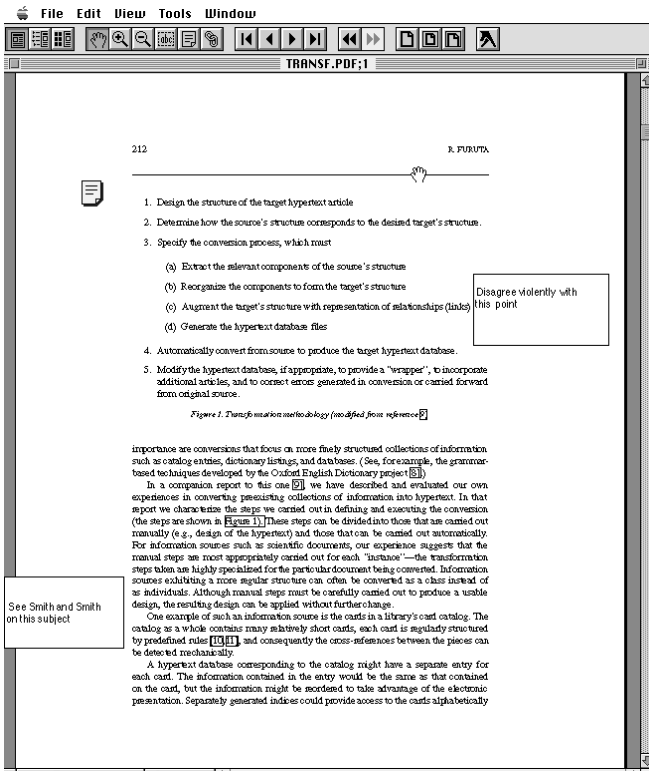 File Edit View Tools Window
abc
TRANSF.PDF;1
212 R. FURUTA
1. Design the structure of the target hypertext article
2. Determine how the source's structure corresponds to the desired target's structure.
3. Specify the conversion process, which must
(a) Extract the relevant components of the source's structure
(b) Reorganize the components to form the target's structure
(c) Augment the target's structure with representation of relationships (links)
(d) Generate the hypertext database files
Disagree violently with
this point
4. Automatically convert from source to produce the target hypertext database.
5. Modify the hypertext database, if appropriate, to provide a "wrapper", to incorporate
additional articles, and to correct errors generated in conversion or carried forward
from original source.
Figure 1. Transformation methodology (modified from reference 9.
importance are conversions that focus on more finely structured collections of information
such as catalog entries, dictionary listings, and databases. (See, for example, the grammar-
based techniques developed by the Oxford English Dictionary project [8].)
In a companion report to this one [9], we have described and evaluated our own
experiences in converting preexisting collections of information into hypertext. In that
report we characterize the steps we carried out in defining and executing the conversion
(the steps are shown in Figure 1). These steps can be divided into those that are carried out
manually (e.g., design of the hypertext) and those that can be carried out automatically.
For information sources such as scientific documents, our experience suggests that the
manual steps are most appropriately carried out for each "instance"—the transformation
steps taken are highly specialized for the particular document being converted. Information
sources exhibiting a more regular structure can often be converted as a class instead of
as individuals. Although manual steps must be carefully carried out to produce a usable
design, the resulting design can be applied without further change.
See Smith and Smith
on this subject
One example of such an information source is the cards in a library's card catalog. The
catalog as a whole contains many relatively short cards, each card is regularly structured
by predefined rules [10,11], and consequently the cross-references between the pieces can
be detected mechanically.
A hypertext database corresponding to the catalog might have a separate entry for
each card. The information contained in the entry would be the same as that contained
on the card, but the information might be reordered to take advantage of the electronic
presentation. Separately generated indices could provide access to the cards alphabetically